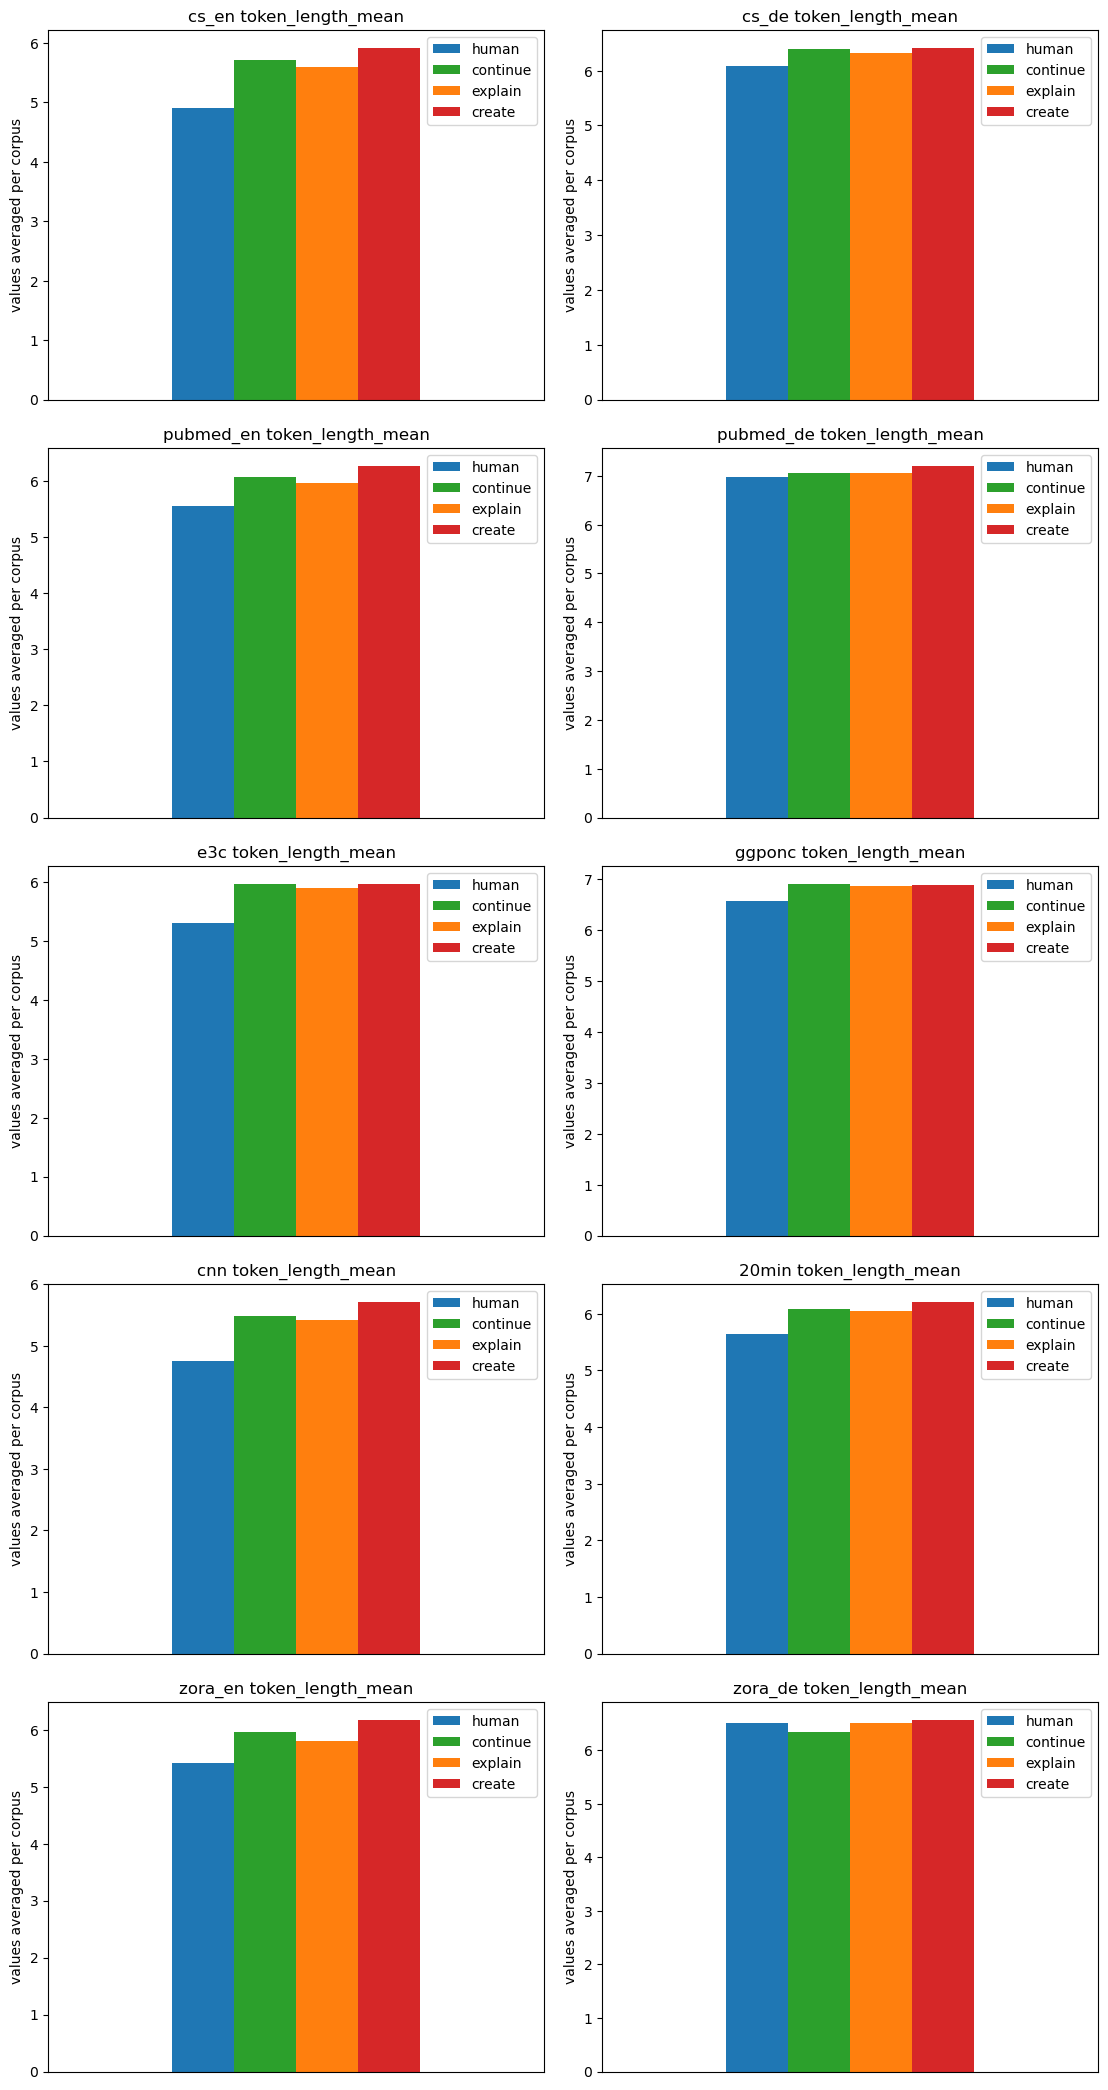 cs_en token_length_mean
values averaged per corpus
6
5
4
3
2
1
0
human
continue
explain
create
cs_de token_length_mean
values averaged per corpus
6
5
4
3
2
1
0
human
continue
explain
create
pubmed_en token_length_mean
values averaged per corpus
6
5
4
3
2
1
0
human
continue
explain
create
pubmed_de token_length_mean
values averaged per corpus
7
6
5
4
3
2
1
0
human
continue
explain
create
e3c token_length_mean
values averaged per corpus
6
5
4
3
2
1
0
human
continue
explain
create
ggponc token_length_mean
values averaged per corpus
7
6
5
4
3
2
1
0
human
continue
explain
create
cnn token_length_mean
values averaged per corpus
6
5
4
3
2
1
0
human
continue
explain
create
20min token_length_mean
values averaged per corpus
6
5
4
3
2
1
0
human
continue
explain
create
zora_en token_length_mean
values averaged per corpus
6
5
4
3
2
1
0
human
continue
explain
create
zora_de token_length_mean
values averaged per corpus
6
5
4
3
2
1
0
human
continue
explain
create